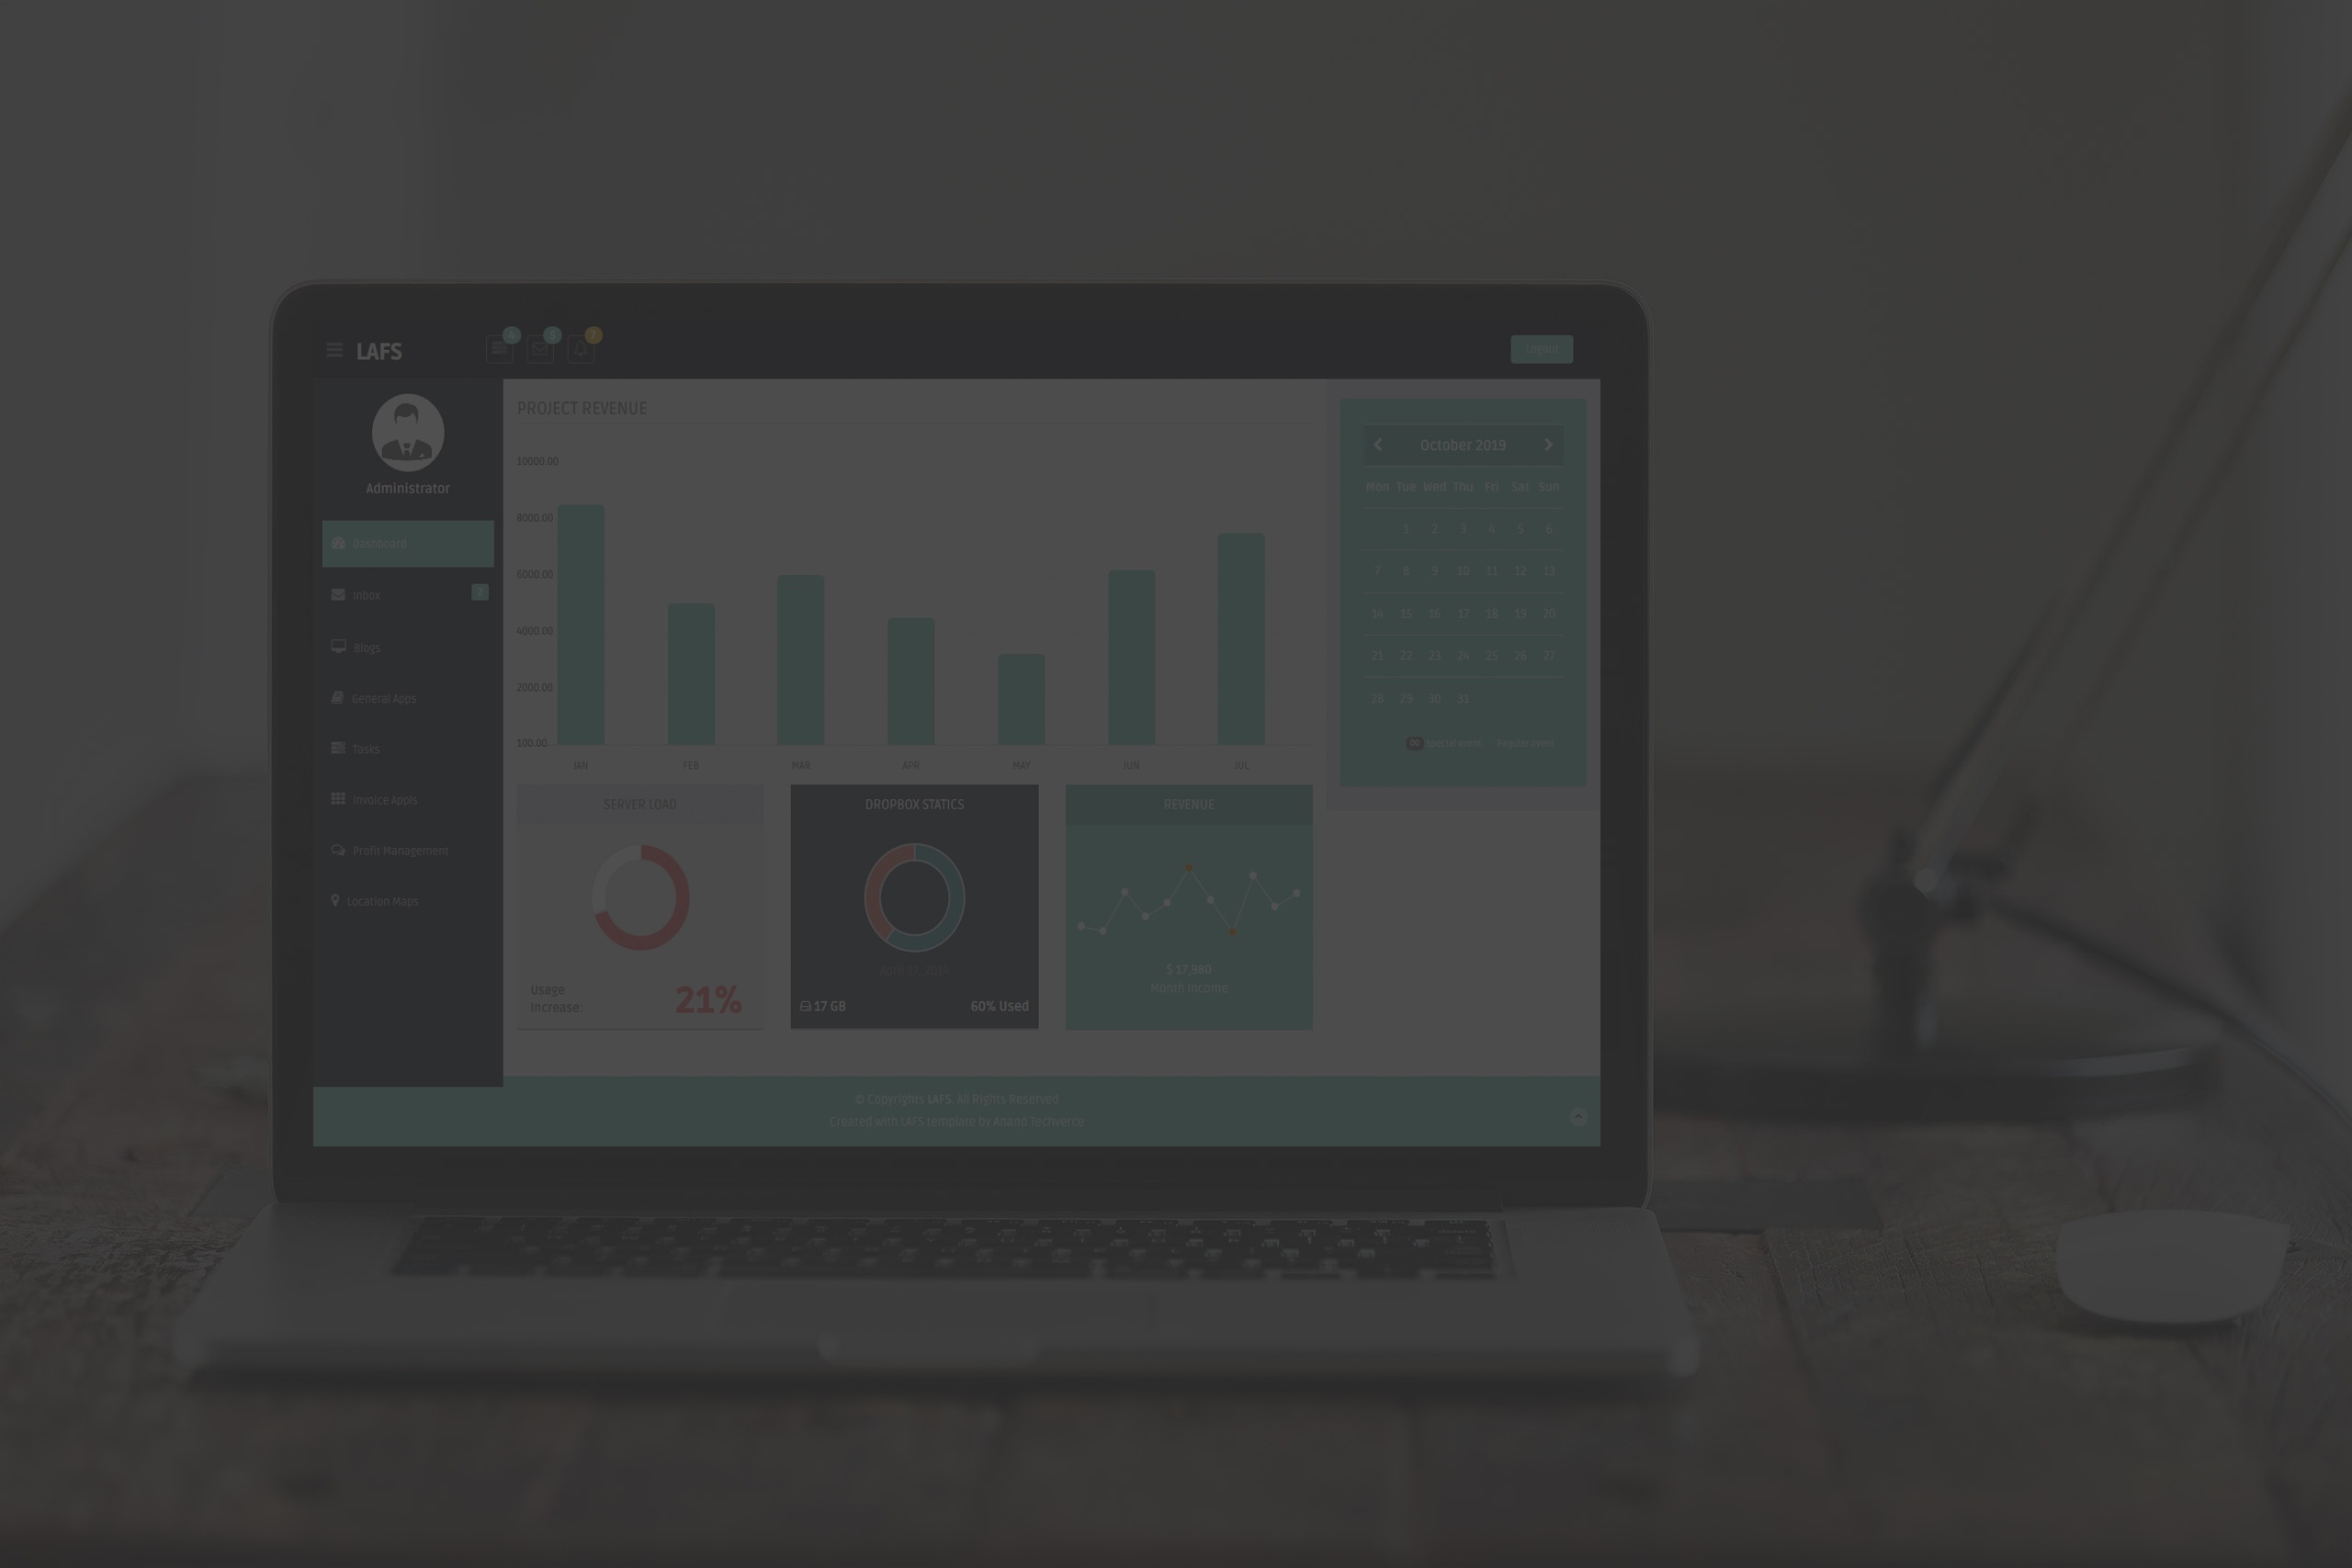 LAFS
4
5
7
Logout
Administrator
Dashboard
Inbox
2
Blogs
General Apps
Tasks
Invoice Appls
Profit Management
Location Maps
PROJECT REVENUE
10000.00
8000.00
6000.00
4000.00
2000.00
100.00
JAN FEB MAR APR MAY JUN JUL
October 2019
Mon Tue Wed Thu Fri Sat Sun
1 2 3 4 5 6
7 8 9 10 11 12 13
14 15 16 17 18 19 20
21 22 23 24 25 26 27
28 29 30 31
00 Special event Regular event
SERVER LOAD
Usage
Increase:
21%
DROPBOX STATICS
April 17, 2014
17 GB 60% Used
REVENUE
$ 17,980
Month Income
© Copyrights LAFS. All Rights Reserved
Created with LAFS template by Anand Techverce